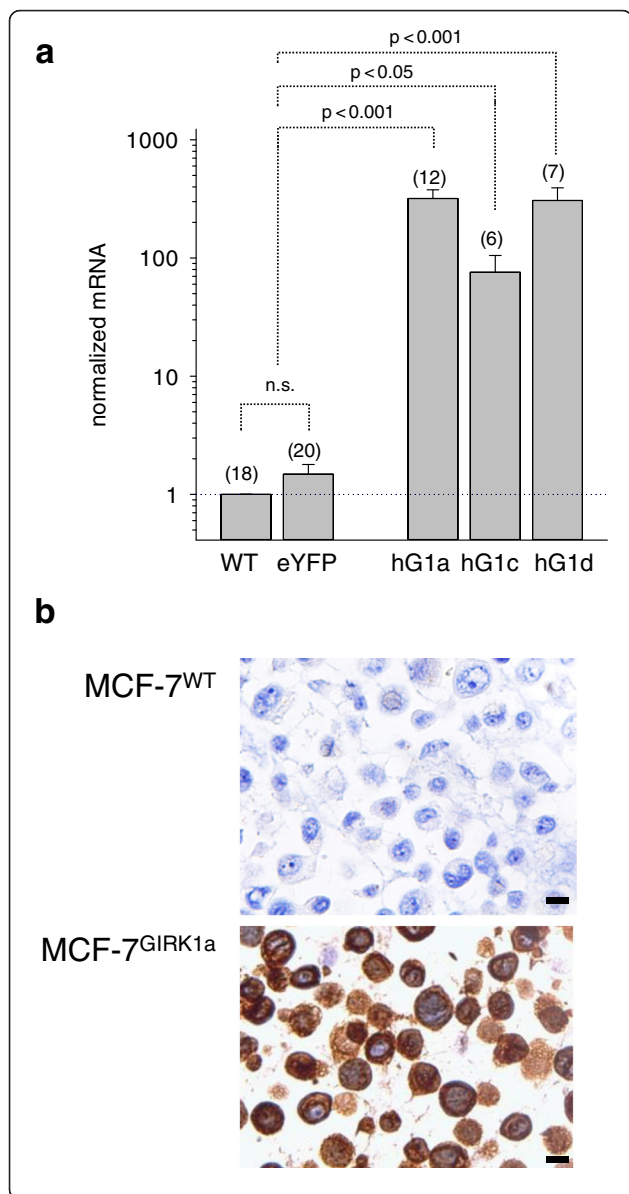 a
p < 0.001
p < 0.05
p < 0.001
1000
100
10
1
normalized mRNA
(12)
(6)
(7)
n.s.
(18)
(20)
WT eYFP hG1a hG1c hG1d
b
MCF-7WT
MCF-7GIRK1a